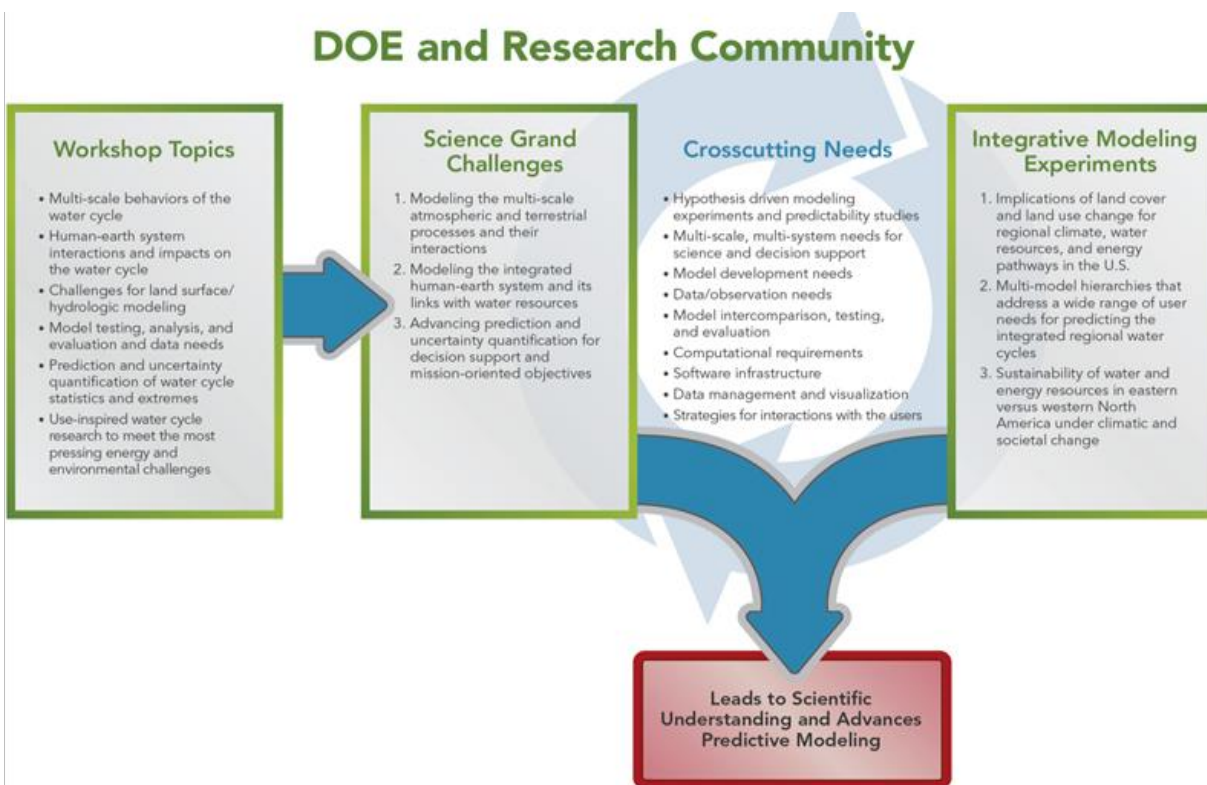 DOE and Research Community
Workshop Topics
• Multi-scale behaviors of the
water cycle
• Human-earth system
interactions and impacts on
the water cycle
• Challenges for land surface/
hydrologic modeling
• Model testing, analysis, and
evaluation and data needs
• Prediction and uncertainty
quantification of water cycle
statistics and extremes
• Use-inspired water cycle
research to meet the most
pressing energy and
environmental challenges
Science Grand
Challenges
1. Modeling the multi-scale
atmospheric and terrestrial
processes and their
interactions
2. Modeling the integrated
human-earth system and its
links with water resources
3. Advancing prediction and
uncertainty quantification for
decision support and
mission-oriented objectives
Crosscutting Needs
• Hypothesis driven modeling
experiments and predictability studies
• Multi-scale, multi-system needs for
science and decision support
• Model development needs
• Data/observation needs
• Model intercomparison, testing,
and evaluation
• Computational requirements
• Software infrastructure
• Data management and visualization
• Strategies for interactions with the users
Integrative Modeling
Experiments
1. Implications of land cover
and land use change for
regional climate, water
resources, and energy
pathways in the U.S.
2. Multi-model hierarchies that
address a wide range of user
needs for predicting the
integrated regional water
cycles
3. Sustainability of water and
energy resources in eastern
versus western North
America under climatic and
societal change
Leads to Scientific
Understanding and Advances
Predictive Modeling